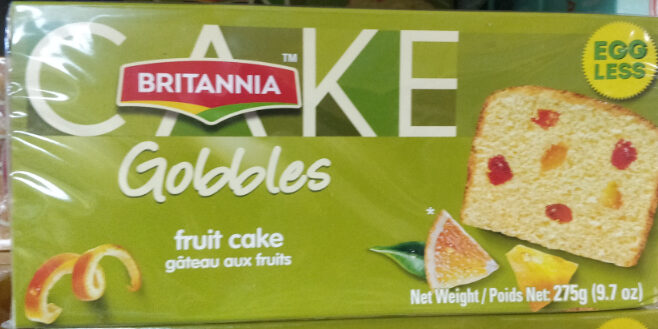 CAKE
BRITANNIA
™
EGG
LESS
Gobbles
fruit cake
gâteau aux fruits
*
Net Weight / Poids Net: 275g (9.7 oz)